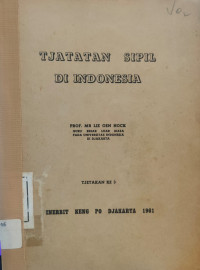 TJATATAN SIPIL
DI INDONESIA
PROF. MR LIE OEN HOCK
GURU BESAR LUAR BIASA
PADA UNIVERSITAS INDONESIA
DI DJAKARTA
TJETAKAN KE 2
PENERBIT KENG PO DJAKARTA 1961